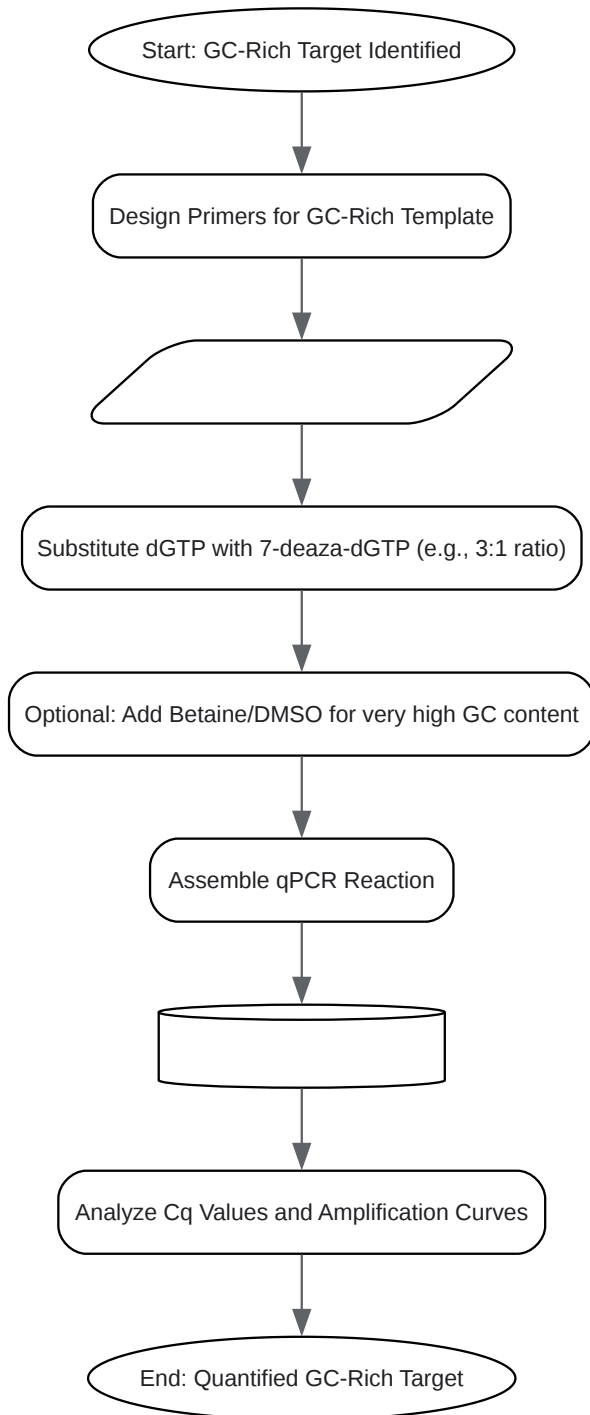 Start: GC-Rich Target Identified
Design Primers for GC-Rich Template
Substitute dGTP with 7-deaza-dGTP (e.g., 3:1 ratio)
Optional: Add Betaine/DMSO for very high GC content
Assemble qPCR Reaction
Analyze Cq Values and Amplification Curves
End: Quantified GC-Rich Target